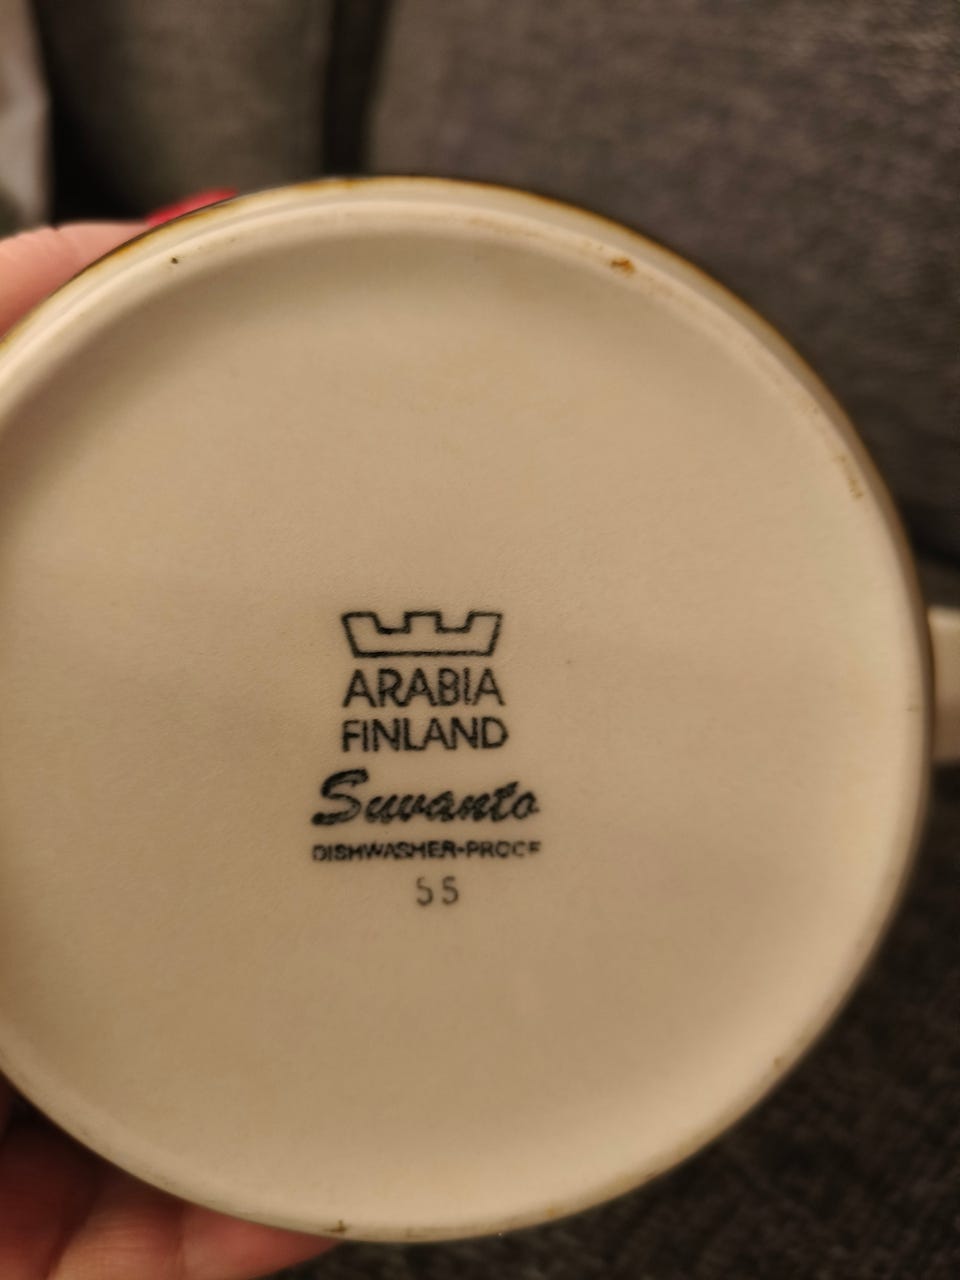 ARABIA
FINLAND
Suvanto
DISHWASHER-PROOF
55